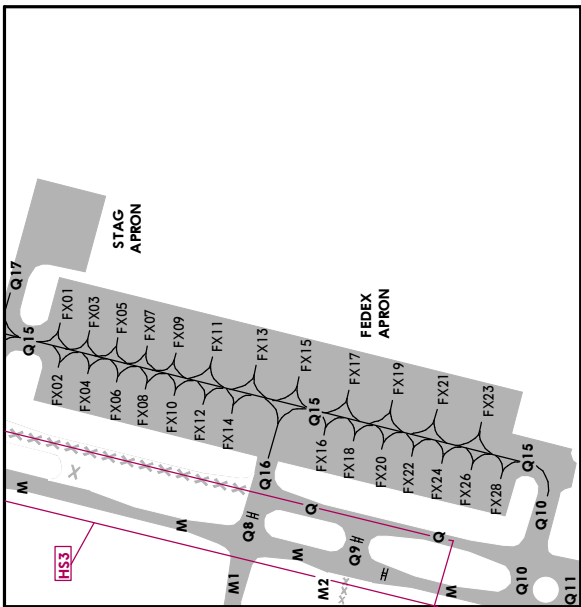 Q17
STAG
APRON
Q15
FX01
FX03
FX05
FX07
FX09
FX11
FX13
FX15
FX02
FX04
FX06
FX08
FX10
FX12
FX14
FEDEX
APRON
FX17
FX19
FX21
FX23
Q15
FX16
FX18
FX20
FX22
FX24
FX26
FX28
Q15
Q16
Q10
M
M
Q8
Q
HS3
M1
M
Q9
Q
M2
M
Q10
Q11